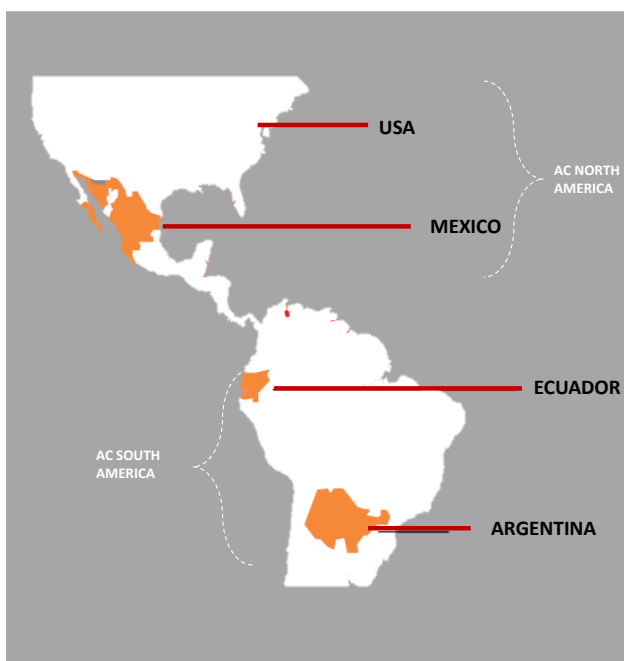 USA
AC NORTH
AMERICA
MEXICO
ECUADOR
AC SOUTH
AMERICA
ARGENTINA